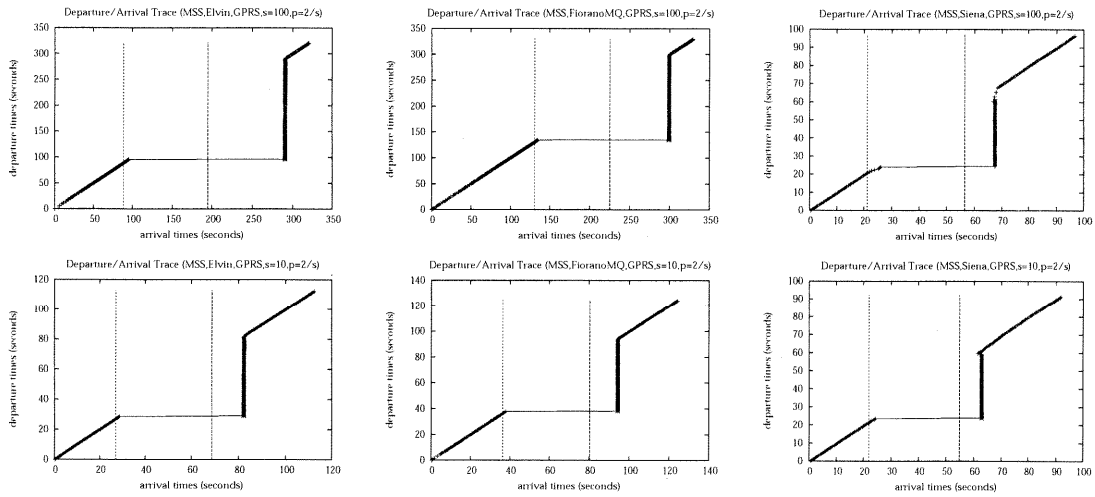 Departure/Arrival Trace (MSS,Elvin,GPRS,s=100,p=2/s)
350
300
250
200
150
100
50
0
departure times (seconds)
0 50 100 150 200 250 300 350
arrival times (seconds)
Departure/Arrival Trace (MSS,FioranoMQ,GPRS,s=100,p=2/s)
350
300
250
200
150
100
50
0
departure times (seconds)
0 50 100 150 200 250 300 350
arrival times (seconds)
Departure/Arrival Trace (MSS,Siena,GPRS,s=100,p=2/s)
100
80
60
40
20
0
departure times (seconds)
0 10 20 30 40 50 60 70 80 90 100
arrival times (seconds)
Departure/Arrival Trace (MSS,Elvin,GPRS,s=10,p=2/s)
120
100
80
60
40
20
0
departure times (seconds)
0 20 40 60 80 100 120
arrival times (seconds)
Departure/Arrival Trace (MSS,FioranoMQ,GPRS,s=10,p=2/s)
140
120
100
80
60
40
20
0
departure times (seconds)
0 20 40 60 80 100 120 140
arrival times (seconds)
Departure/Arrival Trace (MSS,Siena,GPRS,s=10,p=2/s)
100
90
80
70
60
50
40
30
20
10
0
departure times (seconds)
0 10 20 30 40 50 60 70 80 90 100
arrival times (seconds)